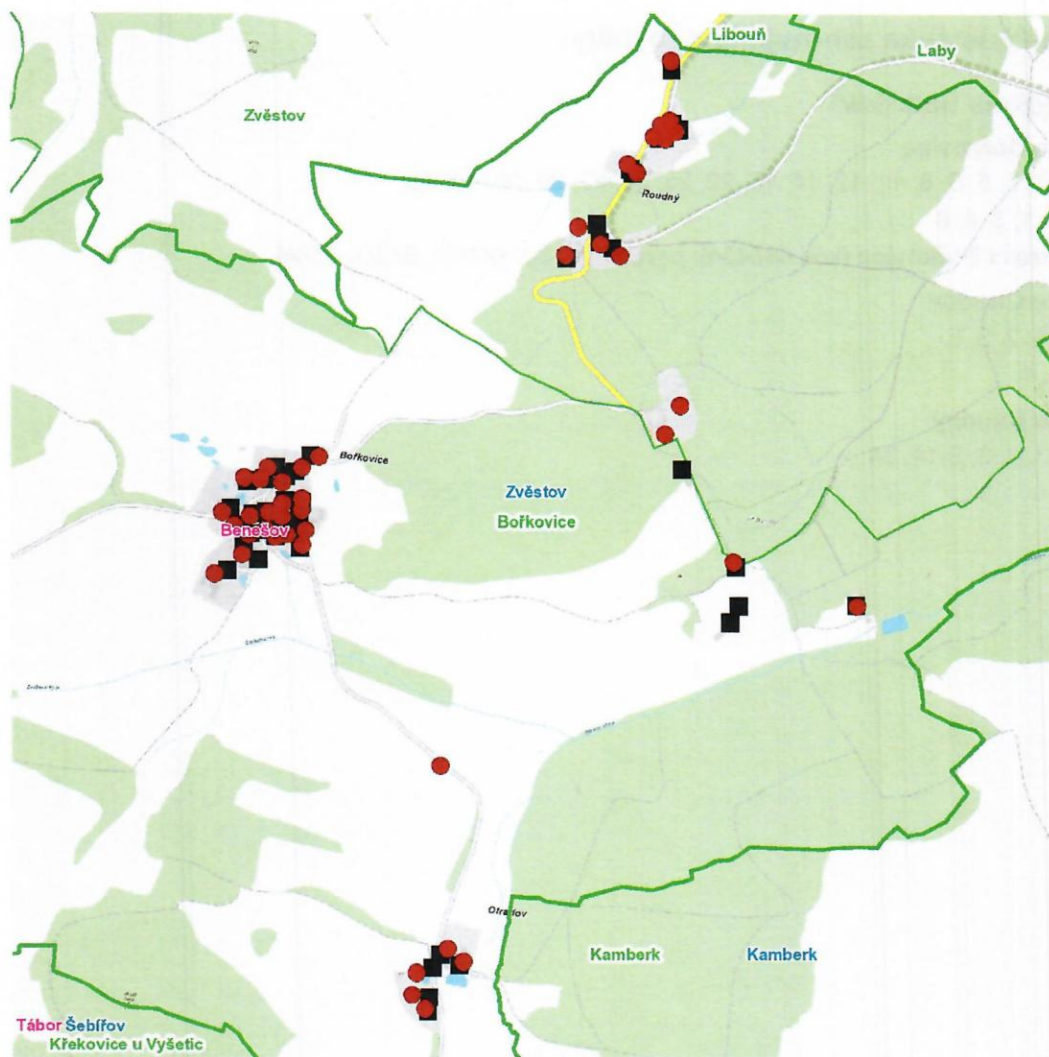 Libouň
Laby
Zvěstov
Roudný
Bořkovice
Zvěstov
Bořkovice
Benešov
Otradov
Kamberk
Kamberk
Tábor Šebířov
Křekovice u Vyšetic